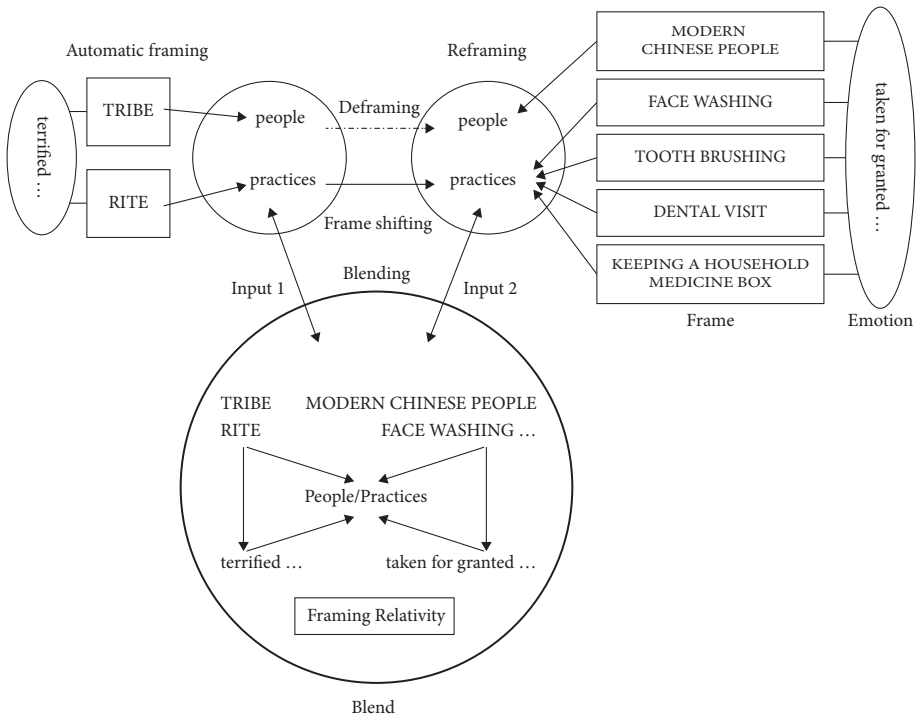 Automatic framing
Reframing
MODERN
CHINESE PEOPLE
TRIBE
people
Deframing
people
FACE WASHING
terrified …
taken for granted …
TOOTH BRUSHING
RITE
practices
practices
DENTAL VISIT
Frame shifting
KEEPING A HOUSEHOLD
MEDICINE BOX
Input 1
Blending
Input 2
Frame
Emotion
TRIBE MODERN CHINESE PEOPLE
RITE FACE WASHING …
People/Practices
terrified … taken for granted …
Framing Relativity
Blend